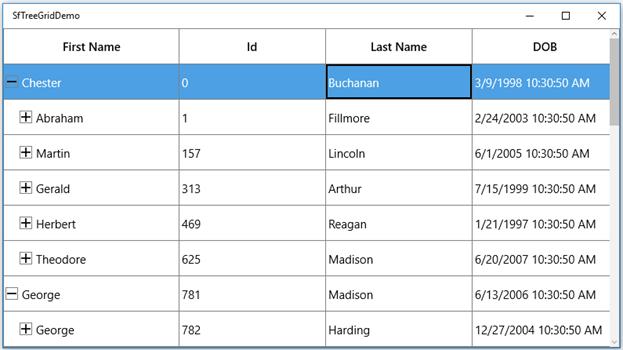 SfTreeGridDemo
First Name Id Last Name DOB
Chester 0 Buchanan 3/9/1998 10:30:50 AM
Abraham 1 Fillmore 2/24/2003 10:30:50 AM
Martin 157 Lincoln 6/1/2005 10:30:50 AM
Gerald 313 Arthur 7/15/1999 10:30:50 AM
Herbert 469 Reagan 1/21/1997 10:30:50 AM
Theodore 625 Madison 6/20/2007 10:30:50 AM
George 781 Madison 6/13/2006 10:30:50 AM
George 782 Harding 12/27/2004 10:30:50 AM